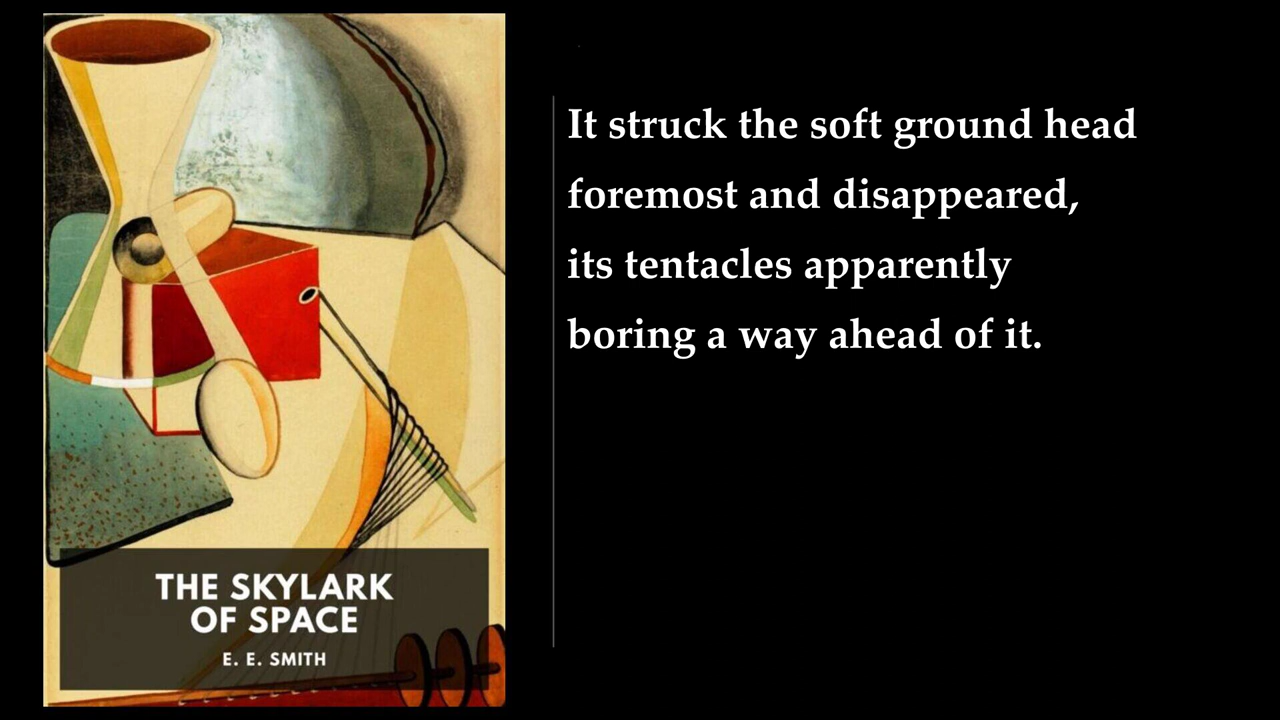 It struck the soft ground head
foremost and disappeared,
its tentacles apparently
boring a way ahead of it.
THE SKYLARK
OF SPACE
E. E. SMITH